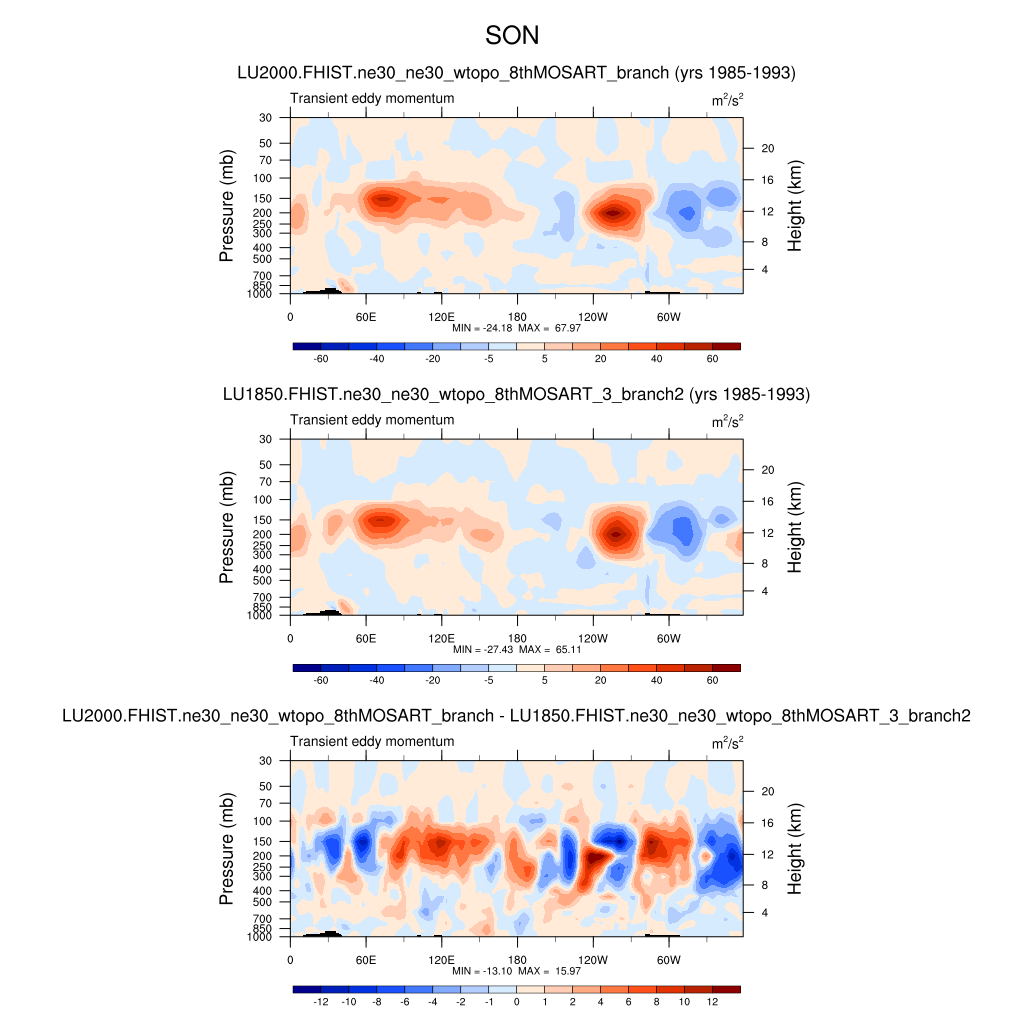 SON
LU2000.FHIST.ne30_ne30_wtopo_8thMOSART_branch (yrs 1985-1993)
Transient eddy momentum m²/s²
Pressure (mb)
30
50
70
100
150
200
250
300
400
500
700
850
1000
20
16
12
8
4
Height (km)
0 60E 120E 180 120W 60W
MIN = -24.18 MAX = 67.97
-60 -40 -20 -5 5 20 40 60
LU1850.FHIST.ne30_ne30_wtopo_8thMOSART_3_branch2 (yrs 1985-1993)
Transient eddy momentum m²/s²
Pressure (mb)
30
50
70
100
150
200
250
300
400
500
700
850
1000
20
16
12
8
4
Height (km)
0 60E 120E 180 120W 60W
MIN = -27.43 MAX = 65.11
-60 -40 -20 -5 5 20 40 60
LU2000.FHIST.ne30_ne30_wtopo_8thMOSART_branch - LU1850.FHIST.ne30_ne30_wtopo_8thMOSART_3_branch2
Transient eddy momentum m²/s²
Pressure (mb)
30
50
70
100
150
200
250
300
400
500
700
850
1000
20
16
12
8
4
Height (km)
0 60E 120E 180 120W 60W
MIN = -13.10 MAX = 15.97
-12 -10 -8 -6 -4 -2 -1 0 1 2 4 6 8 10 12